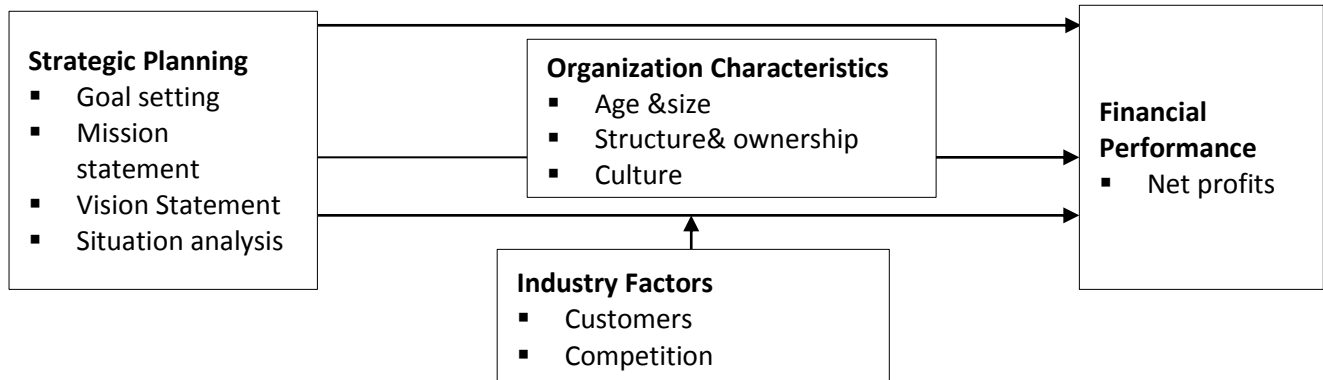 Strategic Planning
▪ Goal setting
▪ Mission
statement
▪ Vision Statement
▪ Situation analysis
Organization Characteristics
▪ Age &size
▪ Structure& ownership
▪ Culture
Industry Factors
▪ Customers
▪ Competition
Financial
Performance
▪ Net profits